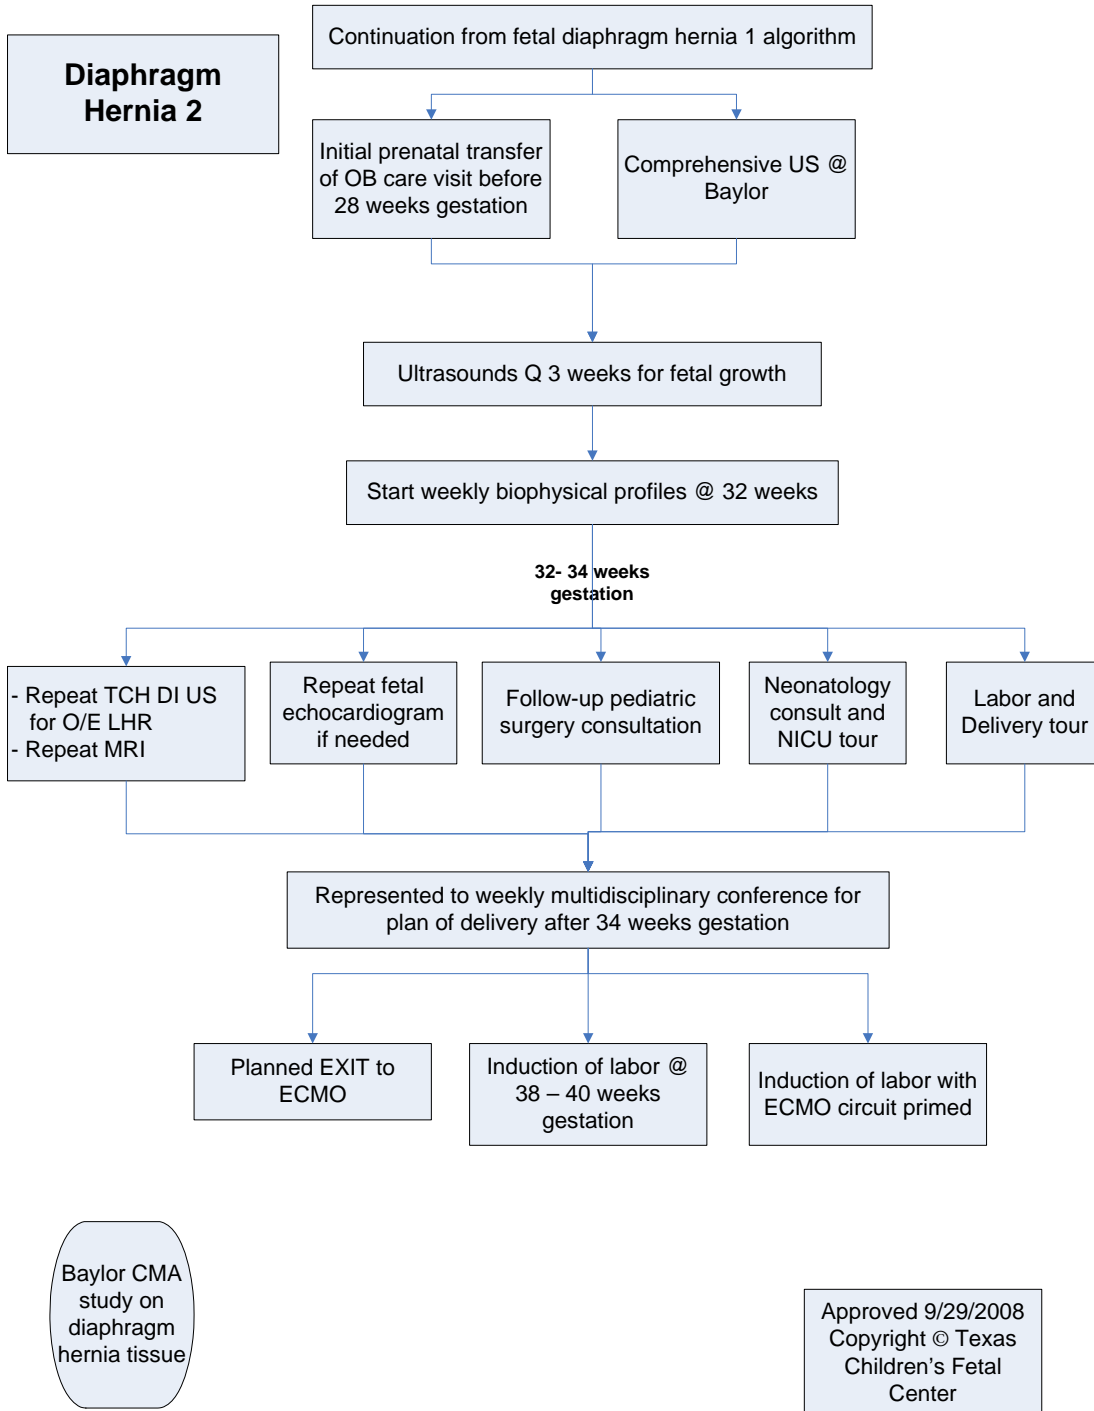 Diaphragm
Hernia 2
Continuation from fetal diaphragm hernia 1 algorithm
Initial prenatal transfer
of OB care visit before
28 weeks gestation
Comprehensive US @
Baylor
Ultrasounds Q 3 weeks for fetal growth
Start weekly biophysical profiles @ 32 weeks
32- 34 weeks
gestation
- Repeat TCH DI US
for O/E LHR
- Repeat MRI
Repeat fetal
echocardiogram
if needed
Follow-up pediatric
surgery consultation
Neonatology
consult and
NICU tour
Labor and
Delivery tour
Represented to weekly multidisciplinary conference for
plan of delivery after 34 weeks gestation
Planned EXIT to
ECMO
Induction of labor @
38 – 40 weeks
gestation
Induction of labor with
ECMO circuit primed
Baylor CMA
study on
diaphragm
hernia tissue
Approved 9/29/2008
Copyright © Texas
Children’s Fetal
Center